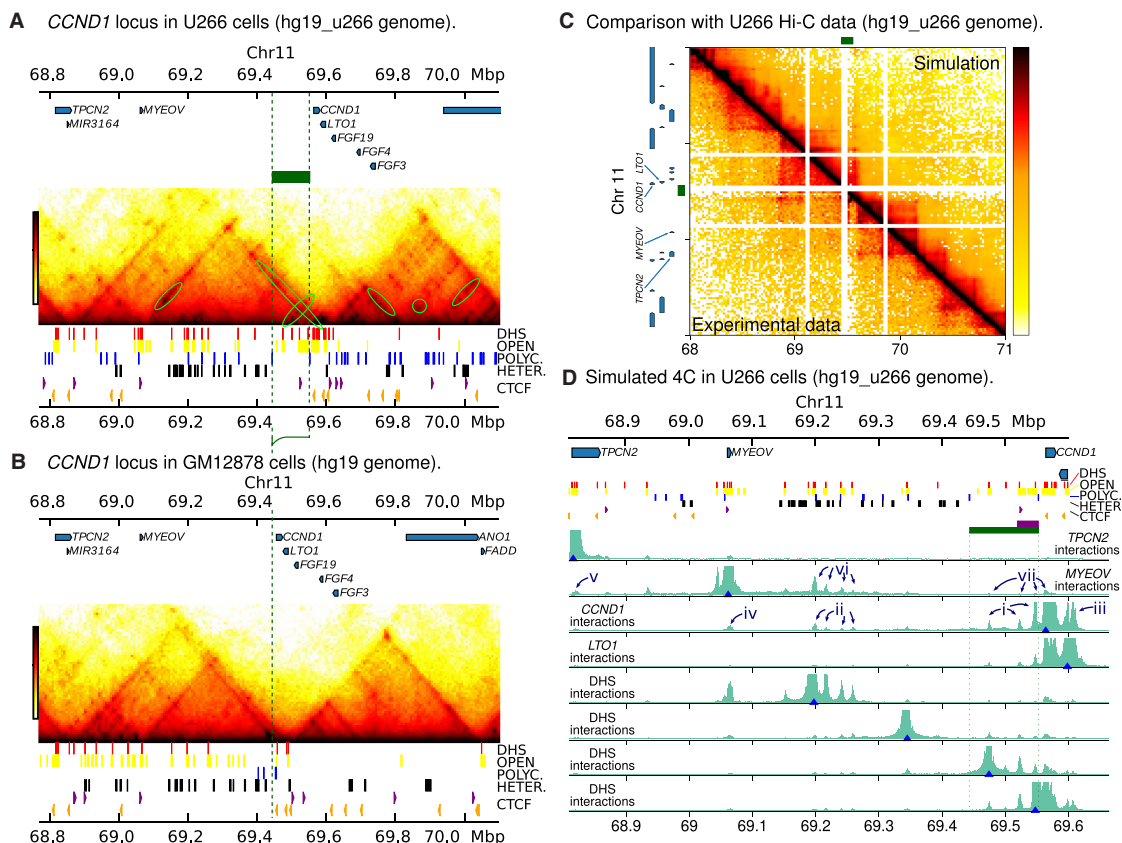 A CCND1 locus in U266 cells (hg19_u266 genome).
Chr11
68.8 69.0 69.2 69.4 69.6 69.8 70.0 Mbp
TPCN2 MYEOV CCND1
MIR3164 LTO1
FGF19
FGF4
FGF3
DHS
OPEN
POLYC.
HETER.
CTCF
68.8 69.0 69.2 69.4 69.6 69.8 70.0 Mbp
B CCND1 locus in GM12878 cells (hg19 genome).
Chr11
68.8 69.0 69.2 69.4 69.6 69.8 70.0 Mbp
TPCN2 MYEOV CCND1 ANO1
MIR3164 LTO1 FADD
FGF19
FGF4
FGF3
DHS
OPEN
POLYC.
HETER.
CTCF
68.8 69.0 69.2 69.4 69.6 69.8 70.0 Mbp
C Comparison with U266 Hi-C data (hg19_u266 genome).
Simulation
Chr 11
LTO1
CCND1
MYEOV
TPCN2
Experimental data
68 69 70 71
D Simulated 4C in U266 cells (hg19_u266 genome).
Chr11
68.9 69.0 69.1 69.2 69.3 69.4 69.5 Mbp
TPCN2 MYEOV CCND1
DHS
OPEN
POLYC.
HETER.
CTCF
TPCN2
interactions
v vi vii MYEOV
interactions
CCND1
interactions iv ii i iii
LTO1
interactions
DHS
interactions
DHS
interactions
DHS
interactions
DHS
interactions
68.9 69 69.1 69.2 69.3 69.4 69.5 69.6